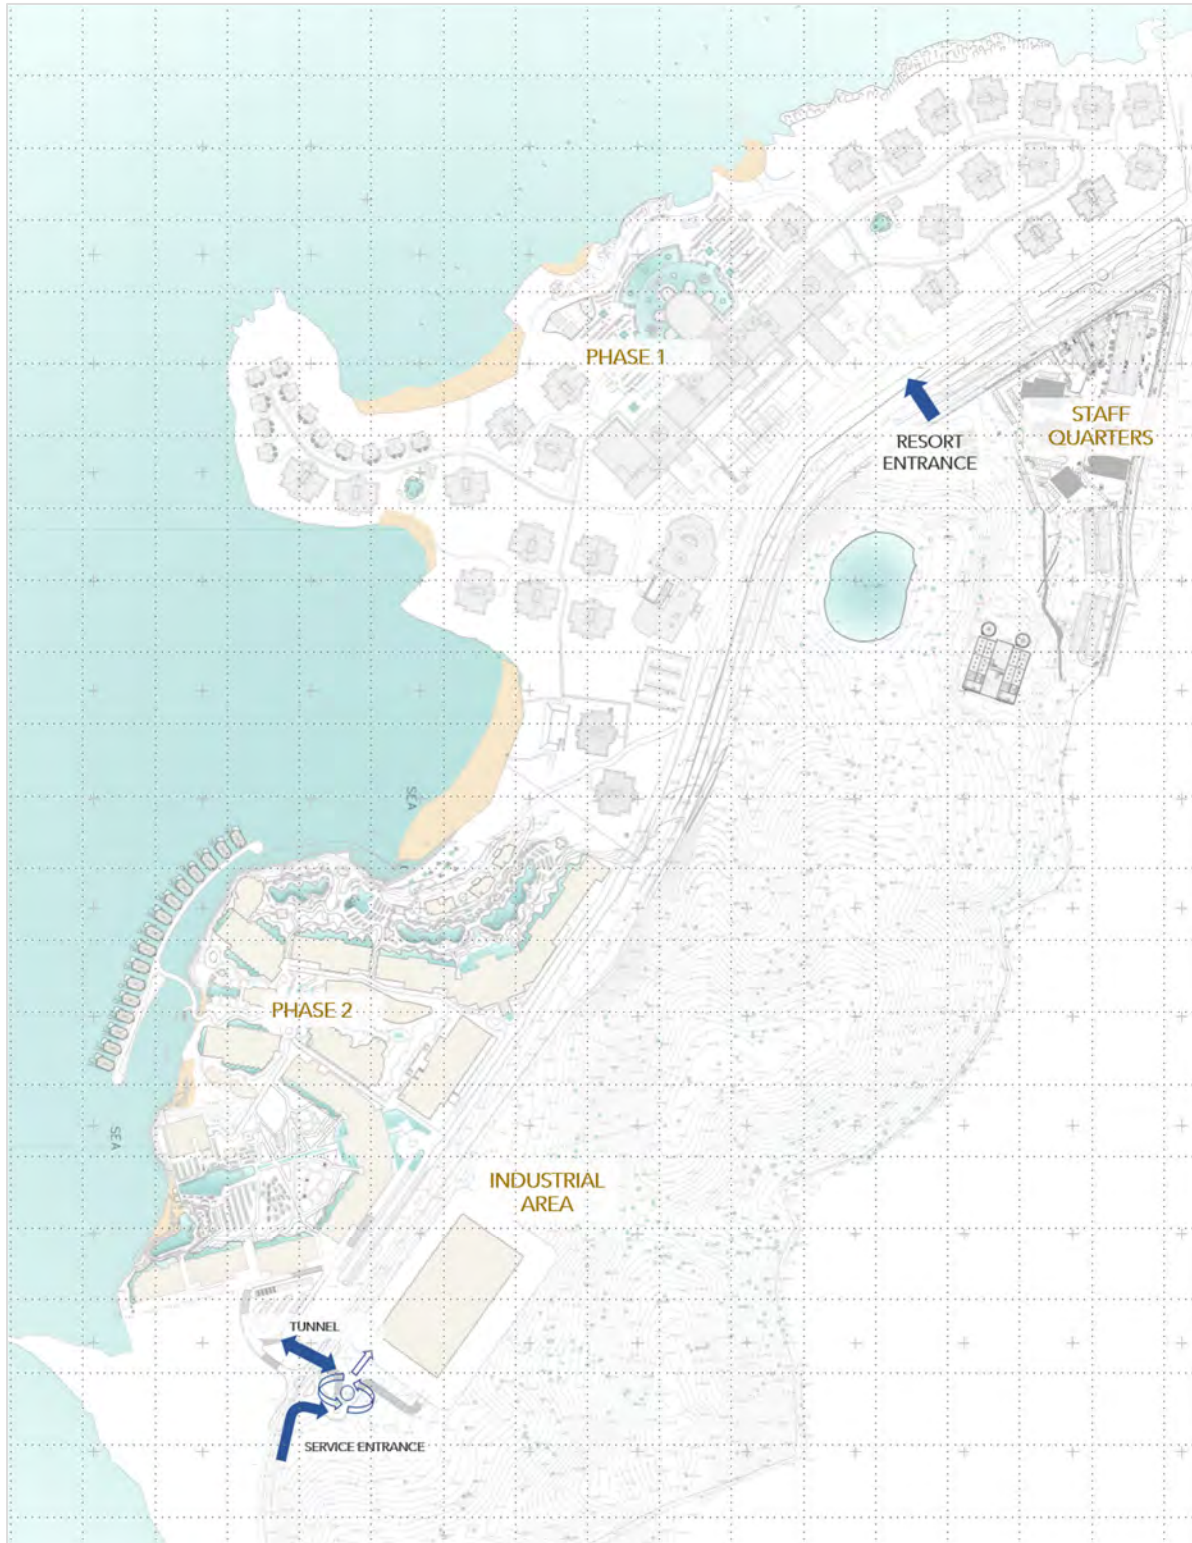 PHASE 1
STAFF
QUARTERS
RESORT
ENTRANCE
SEA
PHASE 2
SEA
INDUSTRIAL
AREA
TUNNEL
SERVICE ENTRANCE